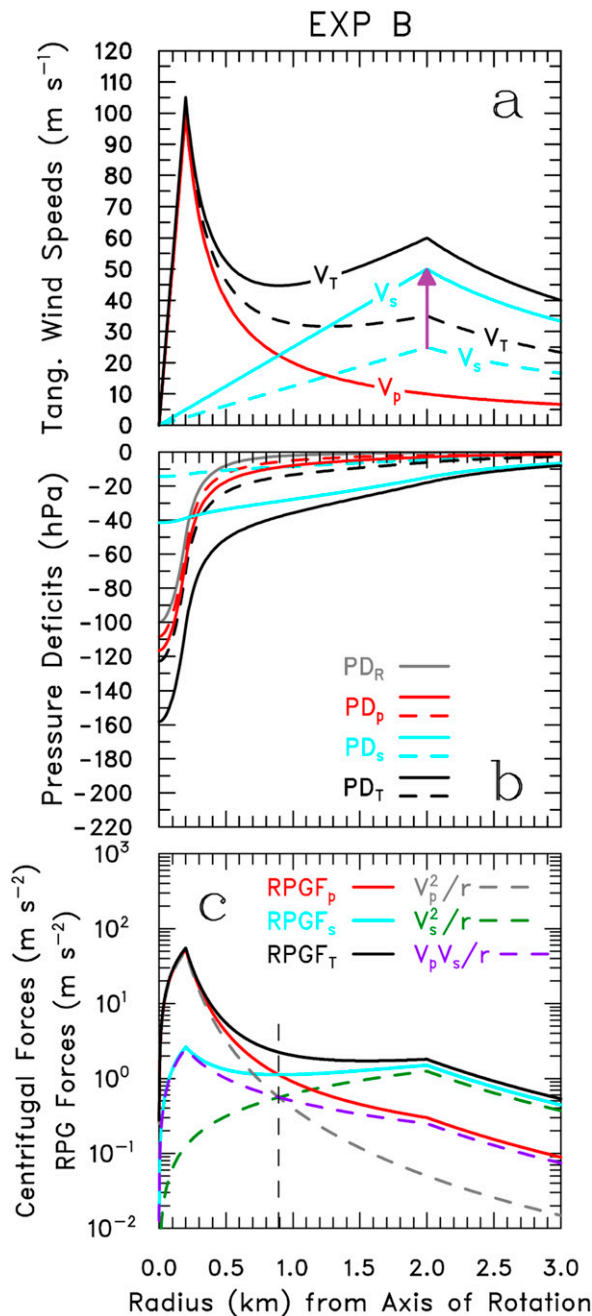 EXP B
Tang. Wind Speeds (m s⁻¹)
120
110
100
90
80
70
60
50
40
30
20
10
0
a
V_T
V_s
V_T
V_s
V_p
Pressure Deficits (hPa)
0
-20
-40
-60
-80
-100
-120
-140
-160
-180
-200
-220
PD_R
PD_p
PD_s
PD_T
b
Centrifugal Forces (m s⁻²)
RPG Forces (m s⁻²)
10³
10²
10¹
10⁰
10⁻¹
10⁻²
c
RPGF_p V_p²/r
RPGF_s V_s²/r
RPGF_T V_pV_s/r
0.0 0.5 1.0 1.5 2.0 2.5 3.0
Radius (km) from Axis of Rotation